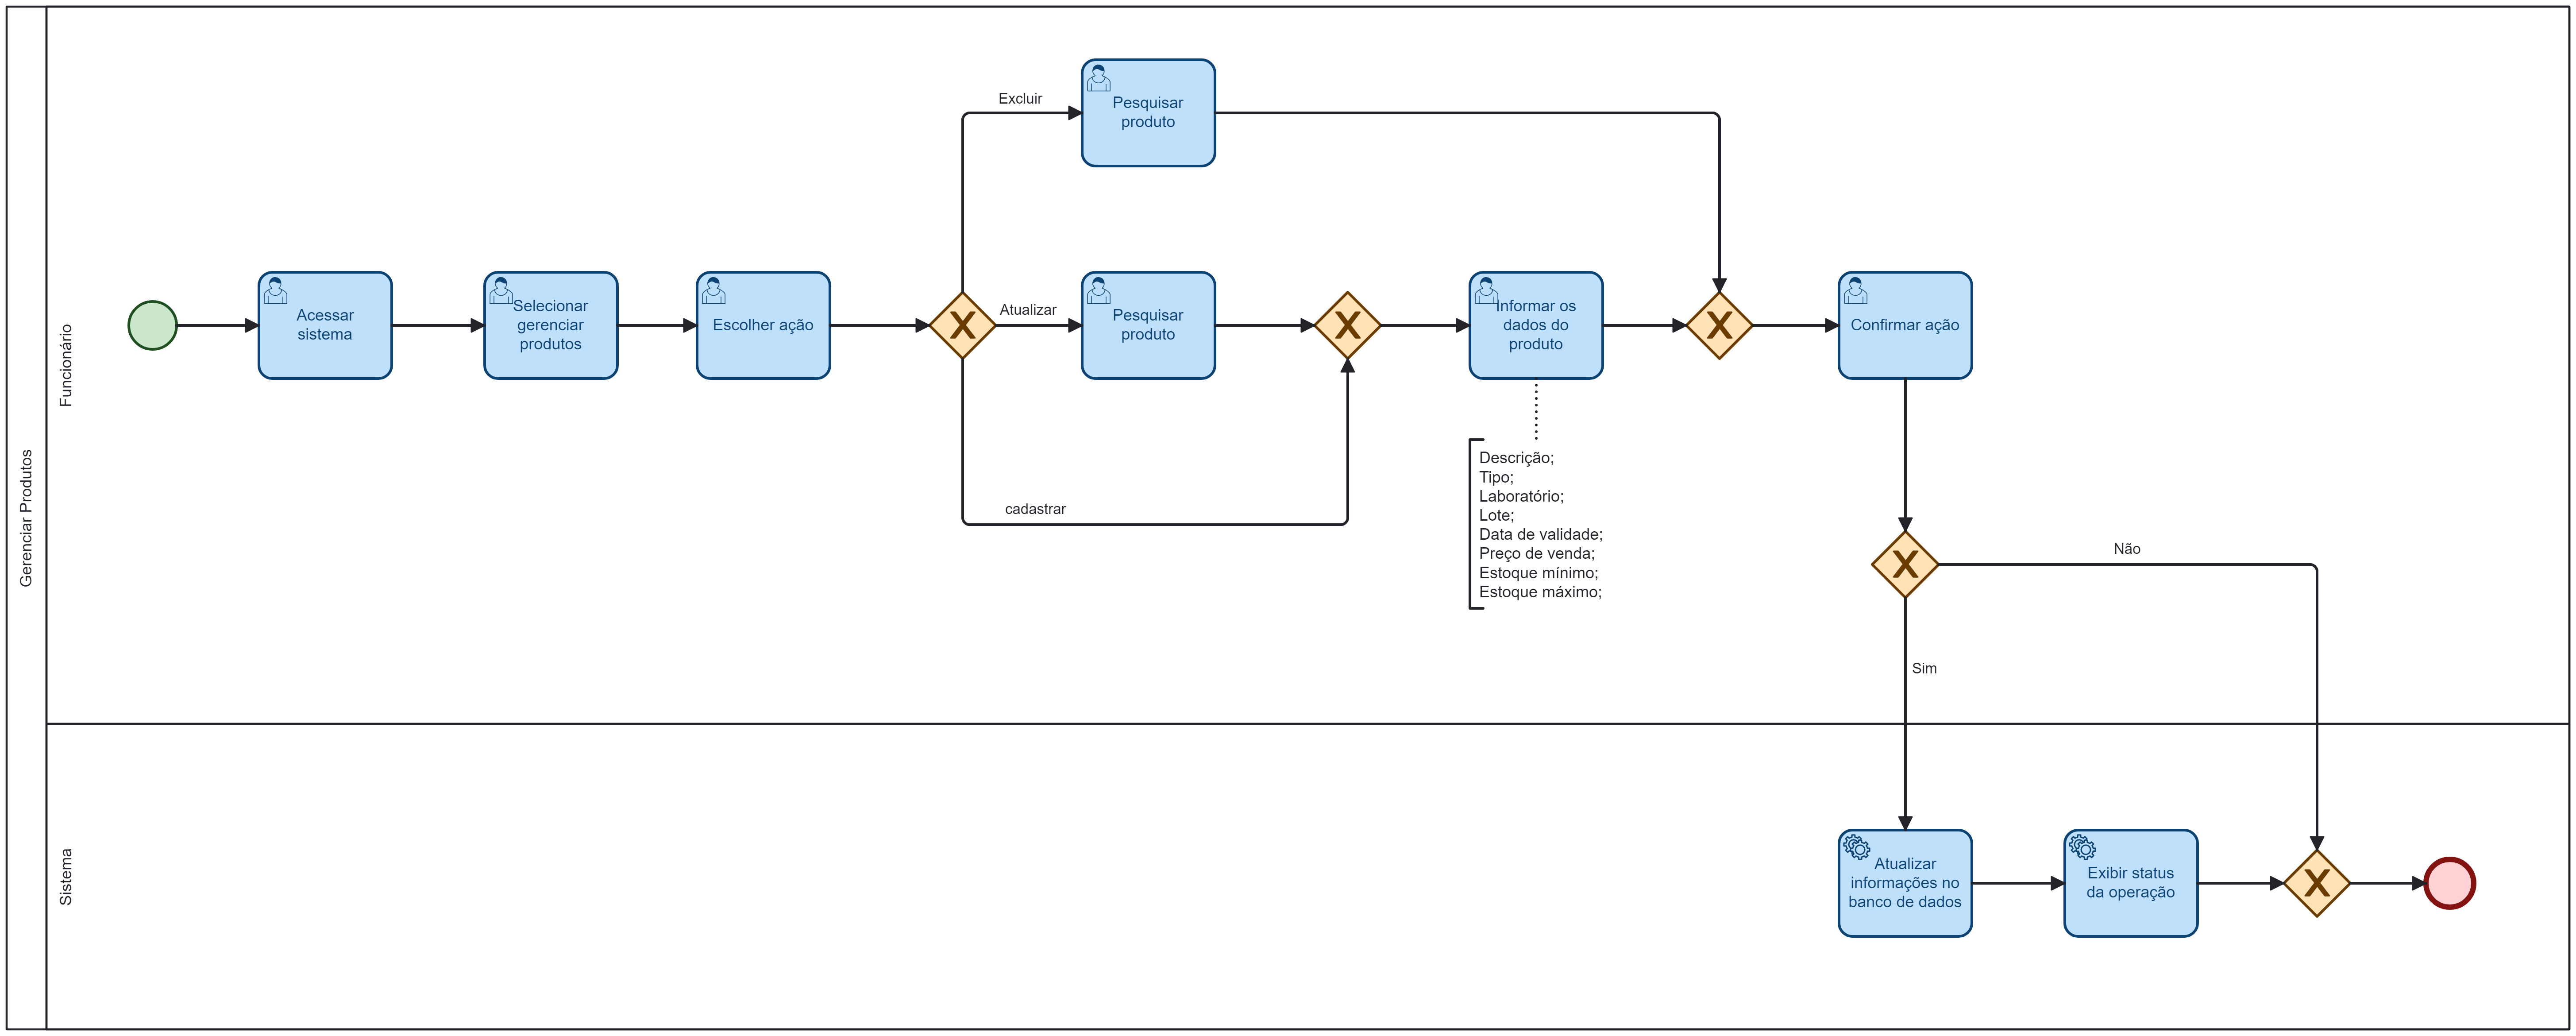 Gerenciar Produtos
Funcionário
Acessar
sistema
Selecionar
gerenciar
produtos
Escolher ação
Excluir
Pesquisar
produto
Atualizar
Pesquisar
produto
cadastrar
Informar os
dados do
produto
Descrição;
Tipo;
Laboratório;
Lote;
Data de validade;
Preço de venda;
Estoque mínimo;
Estoque máximo;
Confirmar ação
Não
Sim
Sistema
Atualizar
informações no
banco de dados
Exibir status
da operação